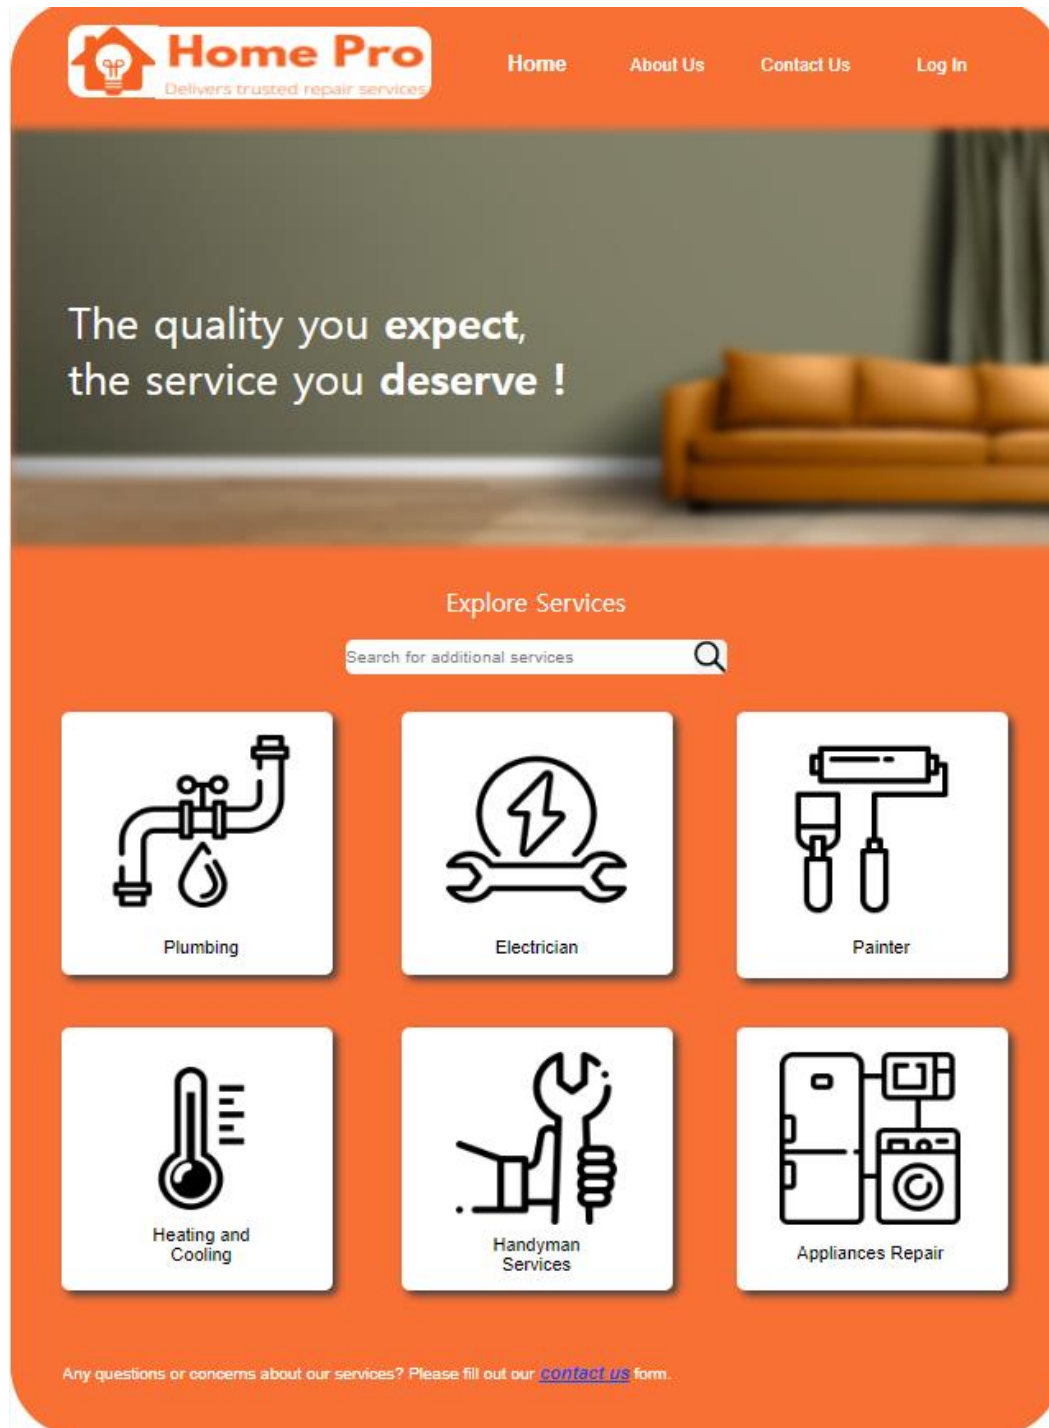 Home Pro
Delivers trusted repair services
Home About Us Contact Us Log In
The quality you expect,
the service you deserve !
Explore Services
Search for additional services
Plumbing
Electrician
Painter
Heating and
Cooling
Handyman
Services
Appliances Repair
Any questions or concerns about our services? Please fill out our contact us form.